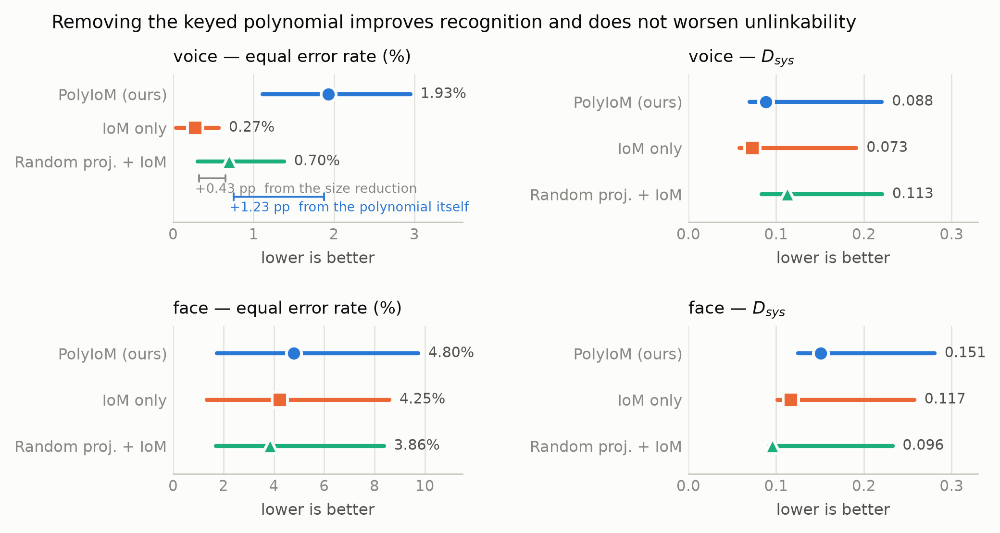 Removing the keyed polynomial improves recognition and does not worsen unlinkability
voice — equal error rate (%)
PolyIoM (ours)
1.93%
IoM only
0.27%
Random proj. + IoM
0.70%
+0.43 pp  from the size reduction
+1.23 pp  from the polynomial itself
0 1 2 3
lower is better
voice — D_sys
PolyIoM (ours)
0.088
IoM only
0.073
Random proj. + IoM
0.113
0.0 0.1 0.2 0.3
lower is better
face — equal error rate (%)
PolyIoM (ours)
4.80%
IoM only
4.25%
Random proj. + IoM
3.86%
0 2 4 6 8 10
lower is better
face — D_sys
PolyIoM (ours)
0.151
IoM only
0.117
Random proj. + IoM
0.096
0.0 0.1 0.2 0.3
lower is better